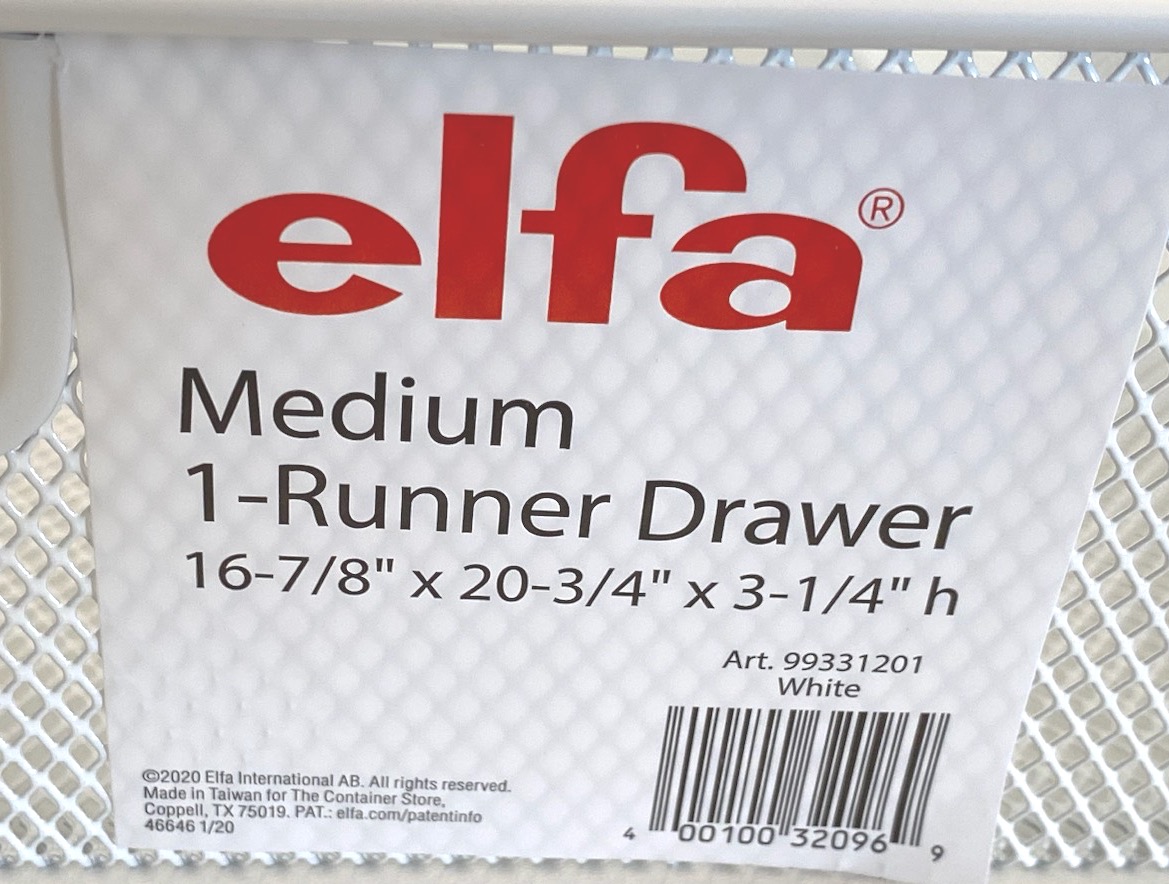 elfa®
Medium
1-Runner Drawer
16-7/8" x 20-3/4" x 3-1/4" h
Art. 99331201
White
©2020 Elfa International AB. All rights reserved.
Made in Taiwan for The Container Store,
Coppell, TX 75019. PAT.: elfa.com/patentinfo
46646 1/20
4 00100 32096 9